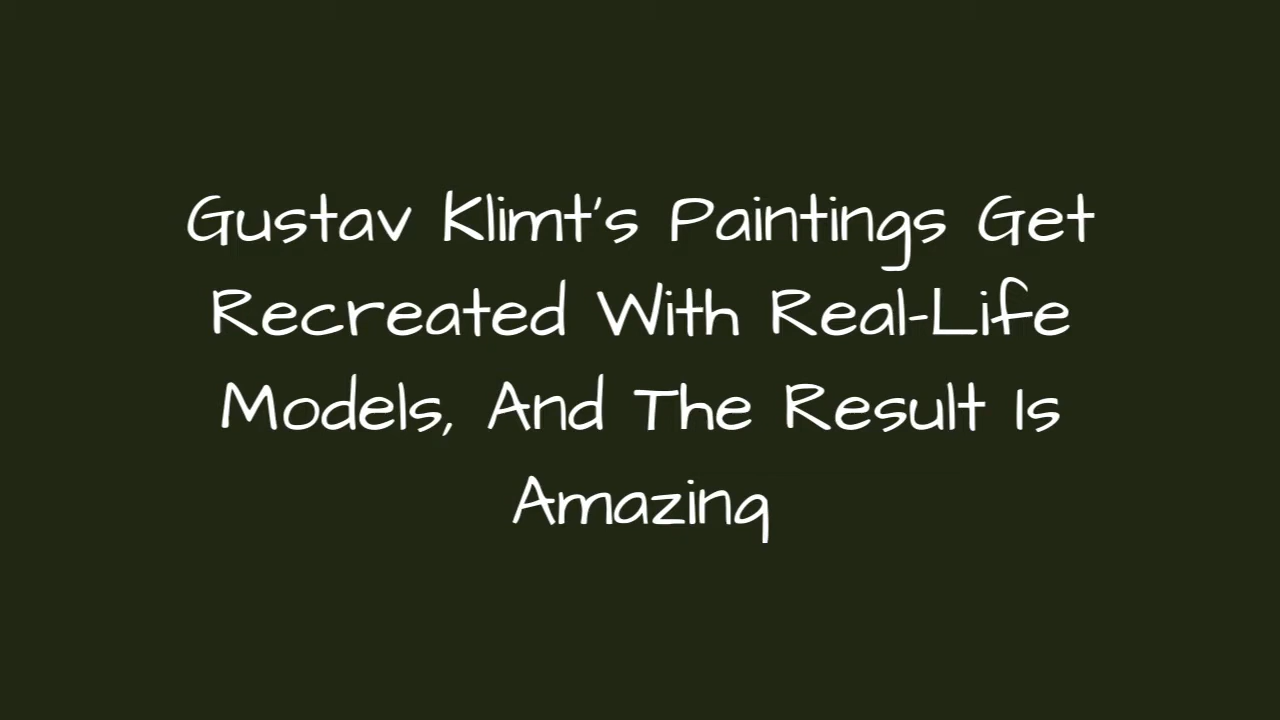 Gustav Klimt's Paintings Get
Recreated With Real-Life
Models, And The Result Is
Amazing